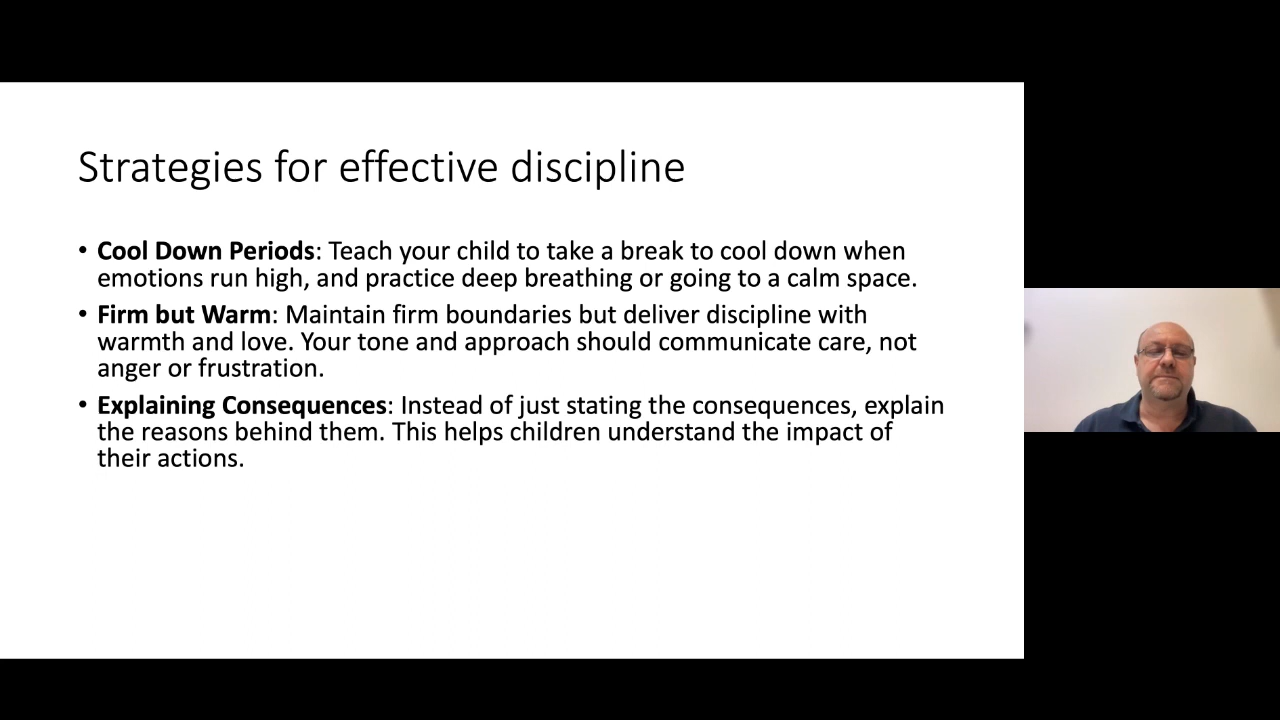 Strategies for effective discipline
• Cool Down Periods: Teach your child to take a break to cool down when
emotions run high, and practice deep breathing or going to a calm space.
• Firm but Warm: Maintain firm boundaries but deliver discipline with
warmth and love. Your tone and approach should communicate care, not
anger or frustration.
• Explaining Consequences: Instead of just stating the consequences, explain
the reasons behind them. This helps children understand the impact of
their actions.